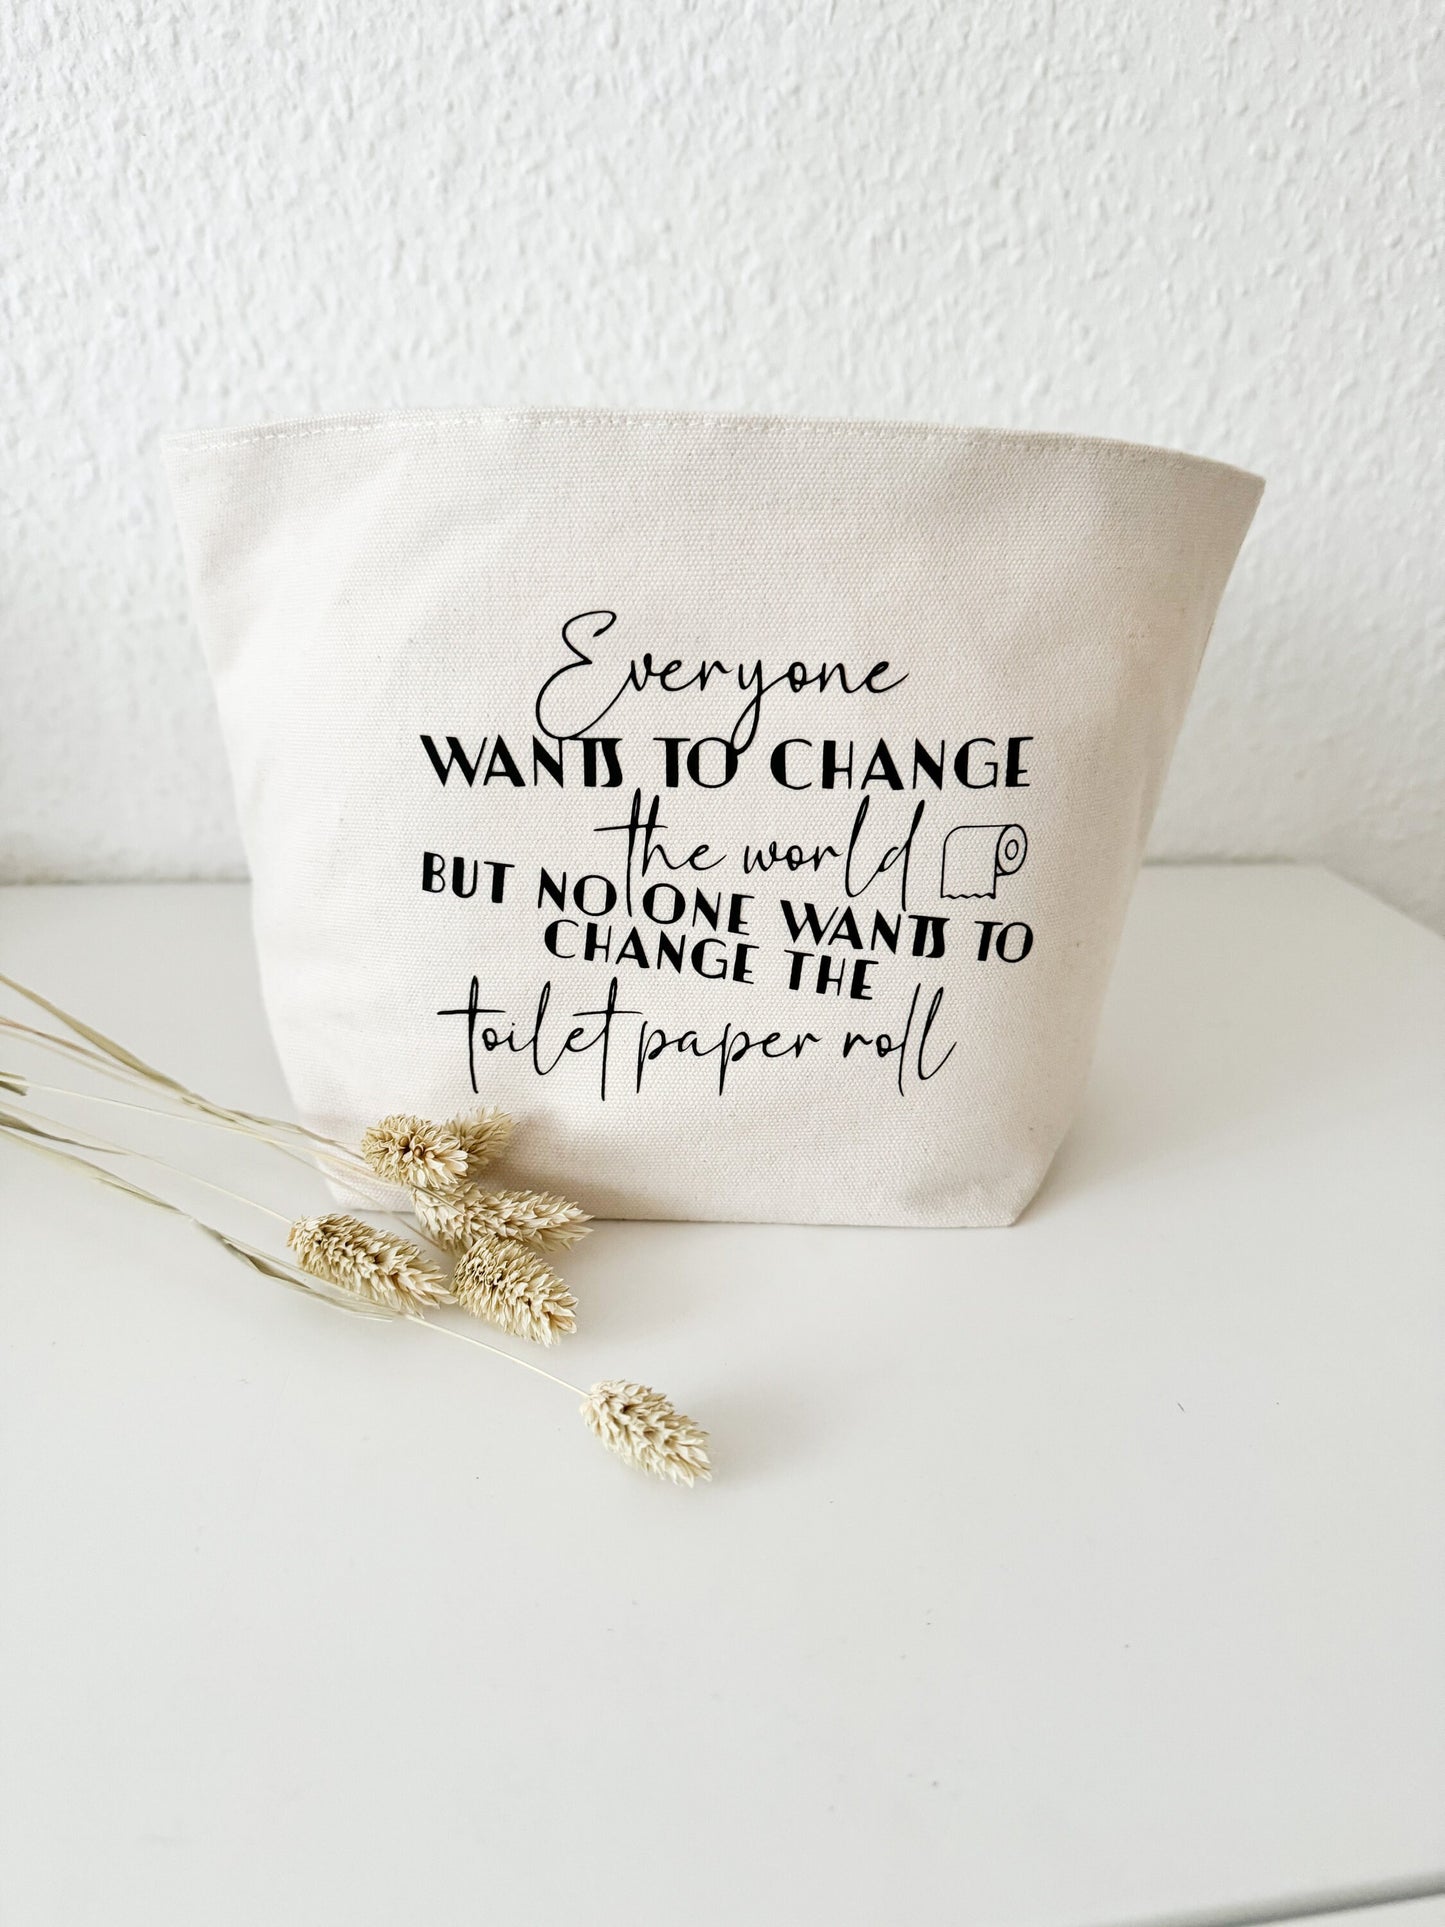 Everyone
WANTS TO CHANGE
the world
BUT NO ONE WANTS TO
CHANGE THE
toilet paper roll